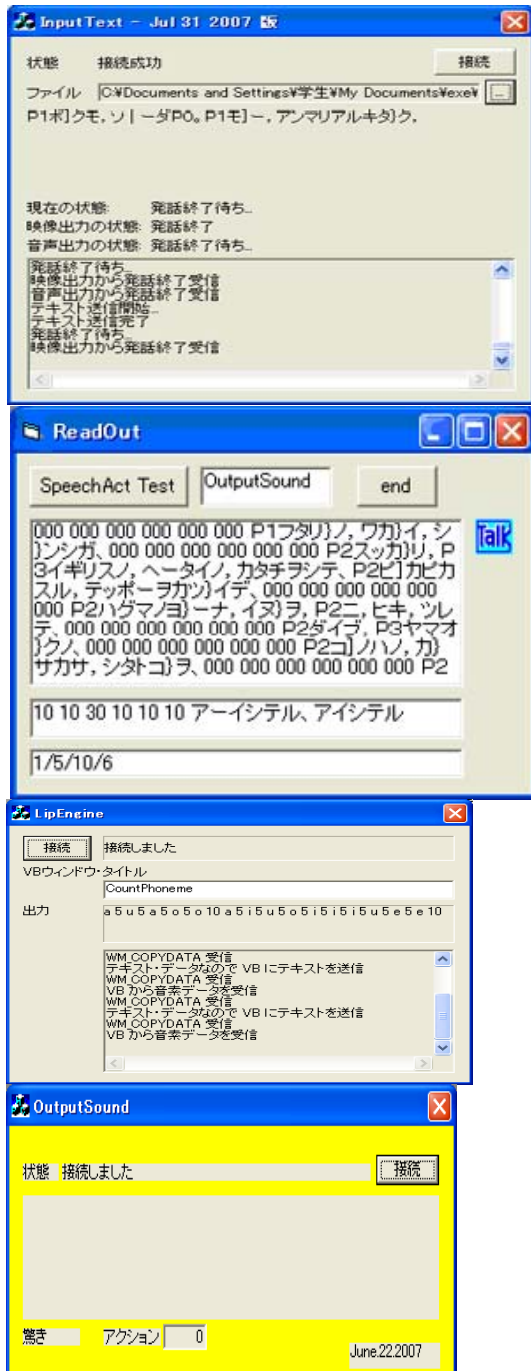 InputText - Jul 31 2007 版
状態 接続成功 接続
ファイル C:¥Documents and Settings¥学生¥My Documents¥exe¥ ...
P1ボ]クモ，ソ|ーダP0。P1モ]ー，アンマリアルキタ}ク，
現在の状態: 発話終了待ち...
映像出力の状態: 発話終了
音声出力の状態: 発話終了待ち...
発話終了待ち...
映像出力から発話終了受信
音声出力から発話終了受信
テキスト送信開始...
テキスト送信完了
発話終了待ち...
映像出力から発話終了受信
ReadOut
SpeechAct Test OutputSound end
Talk
000 000 000 000 000 000 P1フタリ}ノ，ワカ}イ，シ
}ンシガ、000 000 000 000 000 000 P2スッカ}リ，P
3イギリスノ，ヘータイノ，カタチヲシテ、P2ピ]カピカ
スル，テッポーヲカツ}イデ、000 000 000 000 000
000 P2ハグマノヨ}ーナ，イヌ}ヲ，P2ニ，ヒキ，ツレ
テ、000 000 000 000 000 000 P2ダイブ，P3ヤマオ
}クノ、000 000 000 000 000 000 P2コ}ノハノ，カ}
サカサ，シタトコ}ヲ、000 000 000 000 000 000 P2
10 10 30 10 10 10 アーイシテル、アイシテル
1/5/10/6
LipEngine
接続 接続しました
VBウィンドウ・タイトル
CountPhoneme
出力 a 5 u 5 a 5 o 5 o 10 a 5 i 5 u 5 o 5 i 5 i 5 i 5 u 5 e 5 e 10
WM_COPYDATA 受信
テキスト・データなので VB にテキストを送信
WM_COPYDATA 受信
VB から音素データを受信
WM_COPYDATA 受信
テキスト・データなので VB にテキストを送信
WM_COPYDATA 受信
VB から音素データを受信
OutputSound
状態 接続しました 接続
驚き アクション 0
June.22.2007